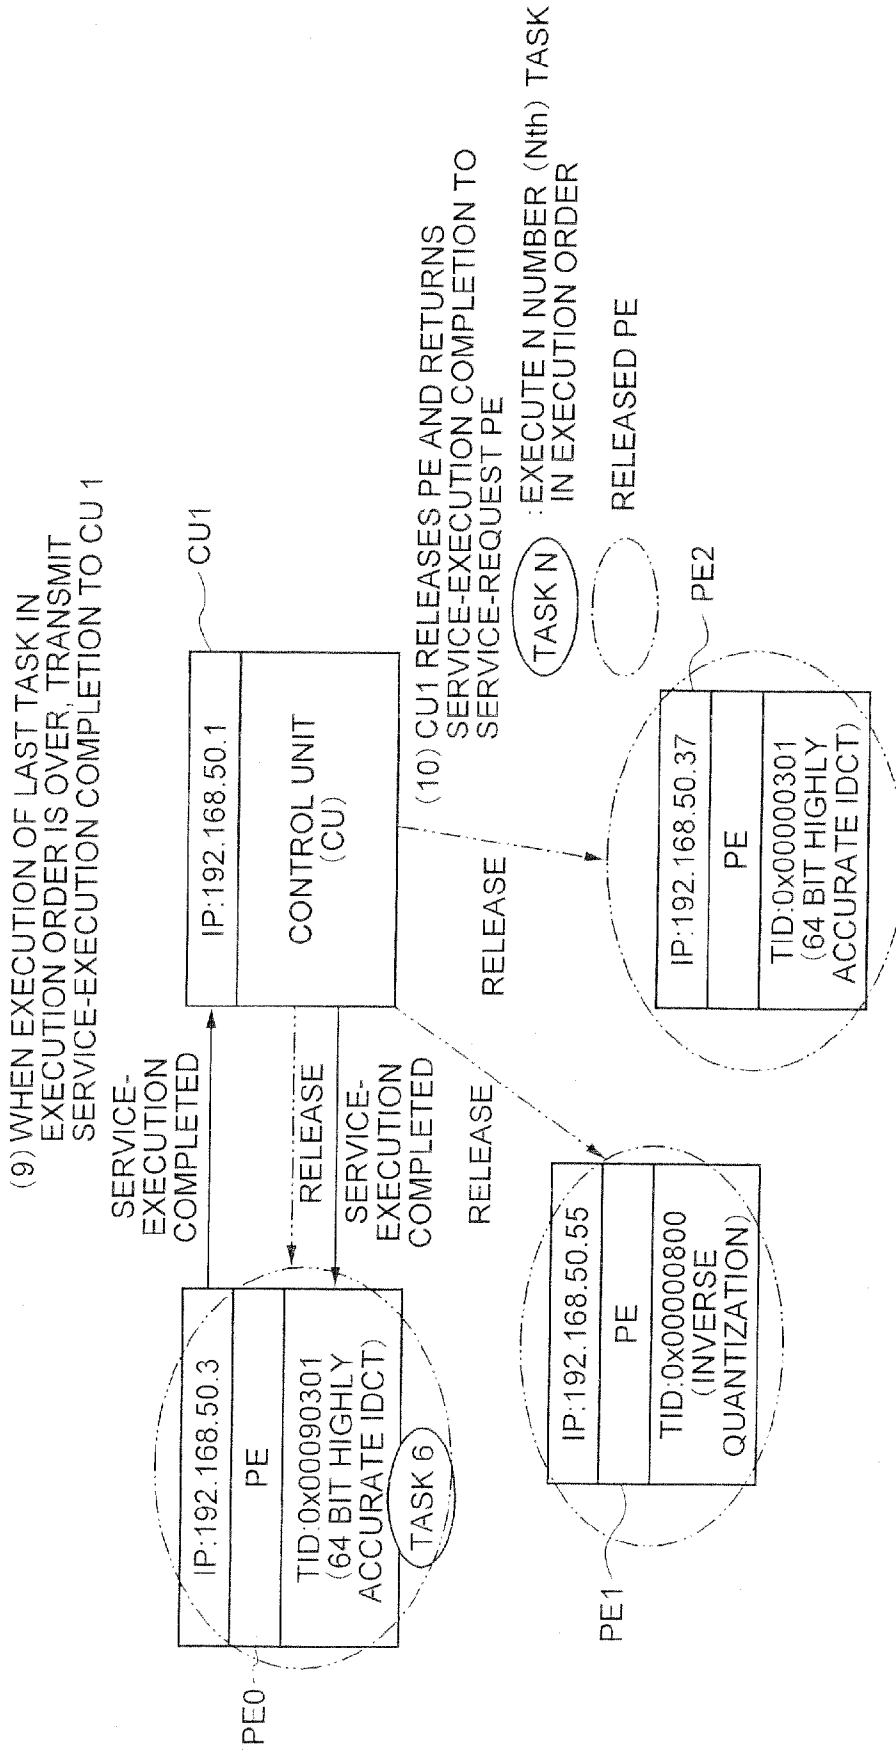 (9) WHEN EXECUTION OF LAST TASK IN
EXECUTION ORDER IS OVER, TRANSMIT
SERVICE-EXECUTION COMPLETION TO CU 1
SERVICE-
EXECUTION
COMPLETED
CU1
IP:192.168.50.1
CONTROL UNIT
(CU)
PE0
IP:192.168.50.3
PE
TID:0x000090301
(64 BIT HIGHLY
ACCURATE IDCT)
TASK 6
RELEASE
SERVICE-
EXECUTION
COMPLETED
(10) CU1 RELEASES PE AND RETURNS
SERVICE-EXECUTION COMPLETION TO
SERVICE-REQUEST PE
RELEASE
RELEASE
TASK N
: EXECUTE N NUMBER (Nth) TASK
IN EXECUTION ORDER
RELEASED PE
PE1
IP:192.168.50.55
PE
TID:0x00000800
(INVERSE
QUANTIZATION)
PE2
IP:192.168.50.37
PE
TID:0x00000301
(64 BIT HIGHLY
ACCURATE IDCT)